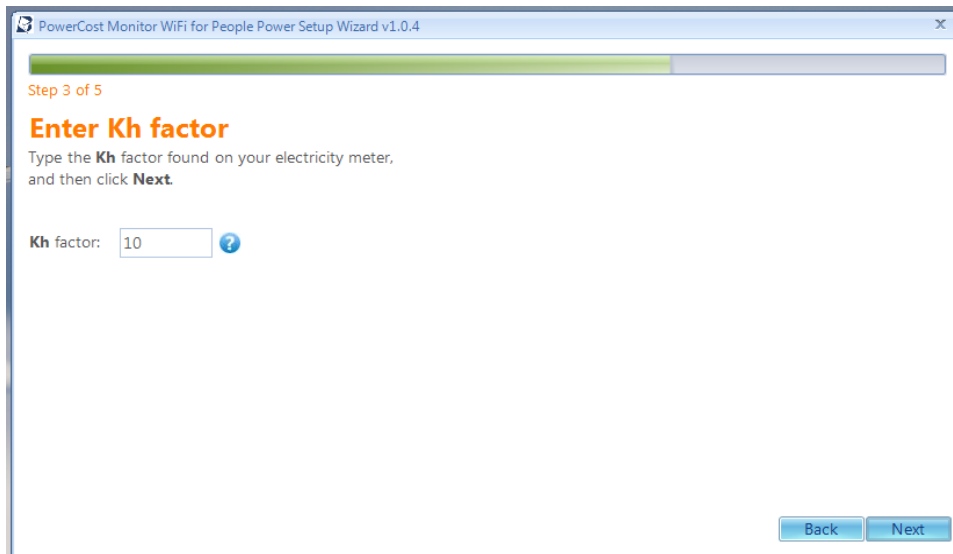 PowerCost Monitor WiFi for People Power Setup Wizard v1.0.4
x
Step 3 of 5
Enter Kh factor
Type the Kh factor found on your electricity meter,
and then click Next.
Kh factor: 10 ?
Back Next